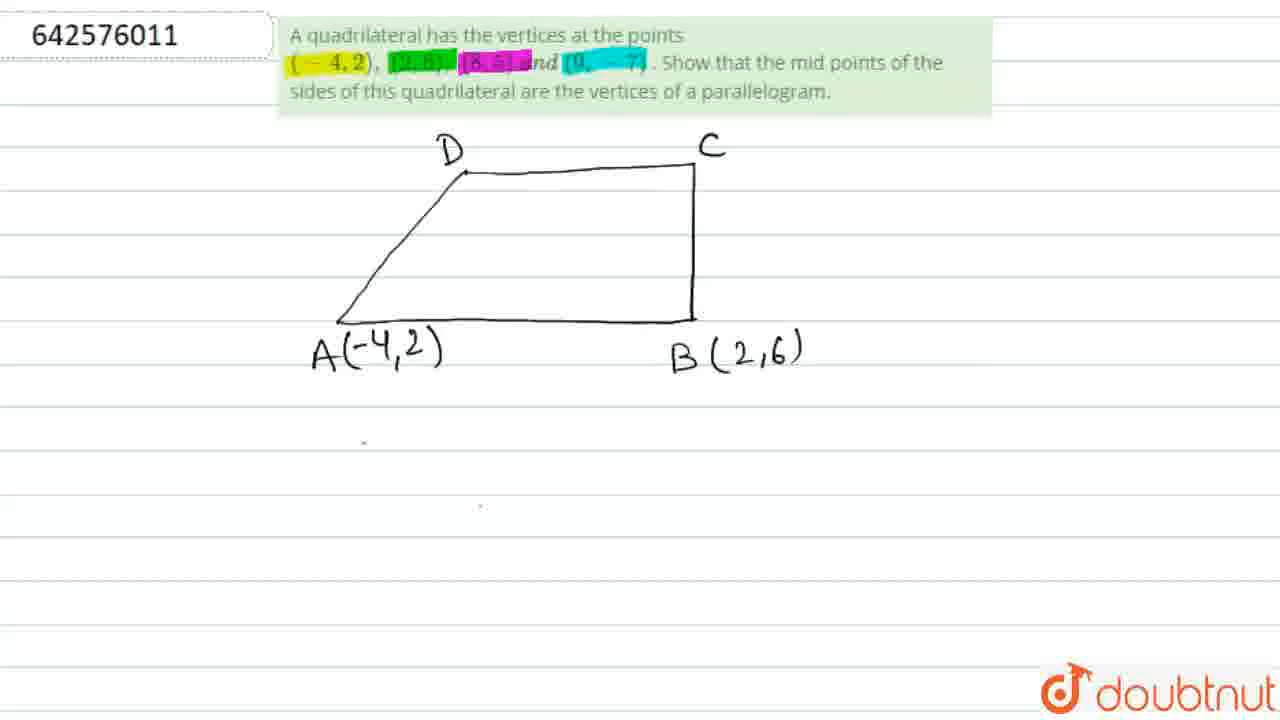 642576011
A quadrilateral has the vertices at the points
(− 4, 2), (2, 6), (8, 5) and (9, − 7) . Show that the mid points of the
sides of this quadrilateral are the vertices of a parallelogram.
D
C
A(-4,2)
B (2,6)
doubtnut